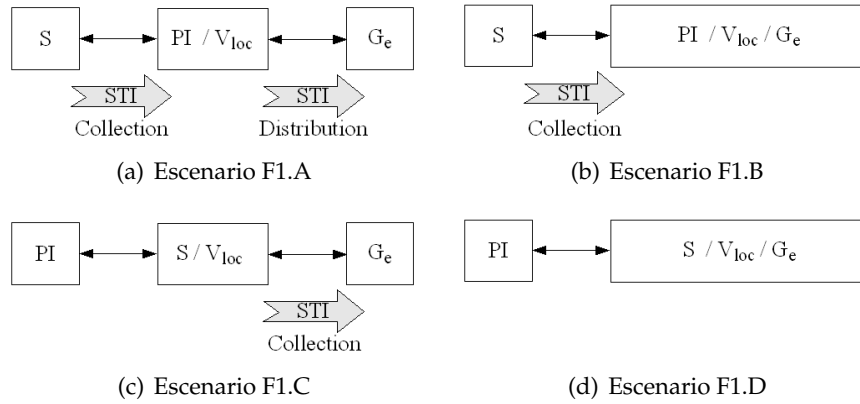 S PI / Vloc Ge S PI / Vloc / Ge
STI STI STI
Collection Distribution Collection
(a) Escenario F1.A (b) Escenario F1.B
PI S / Vloc Ge PI S / Vloc / Ge
STI
Collection
(c) Escenario F1.C (d) Escenario F1.D